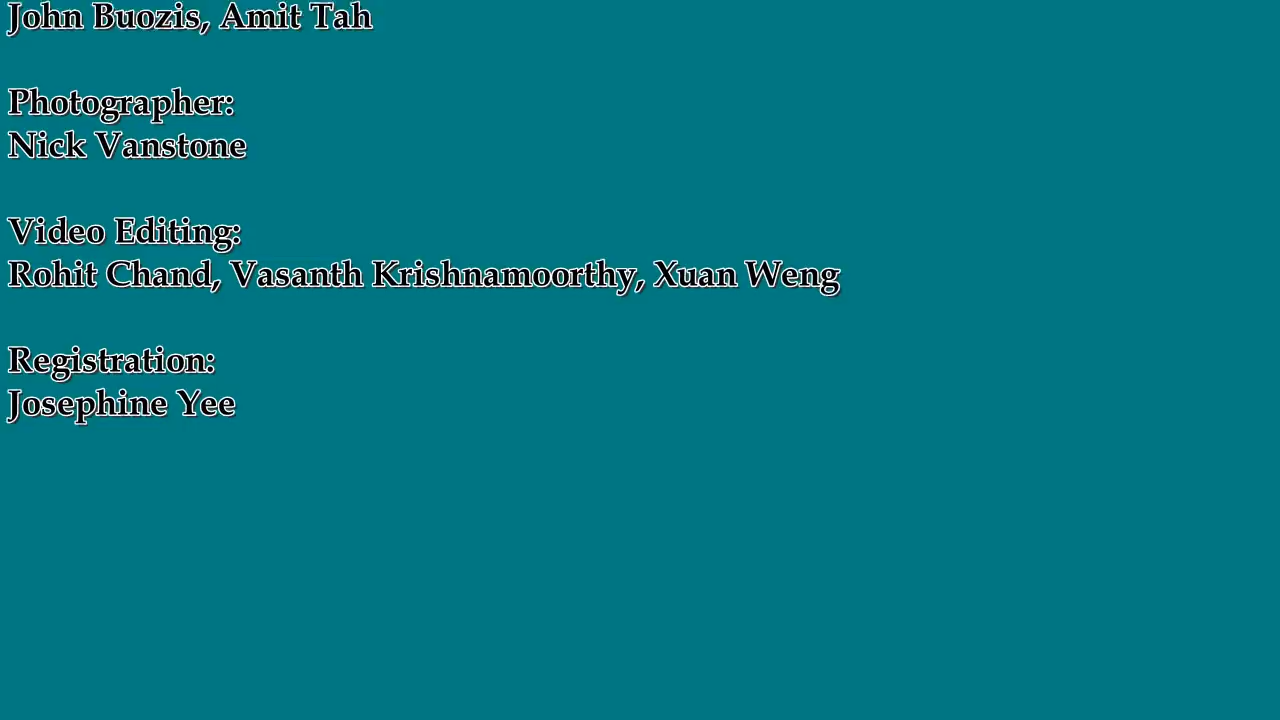 John Buozis, Amit Tah
Photographer:
Nick Vanstone
Video Editing:
Rohit Chand, Vasanth Krishnamoorthy, Xuan Weng
Registration:
Josephine Yee